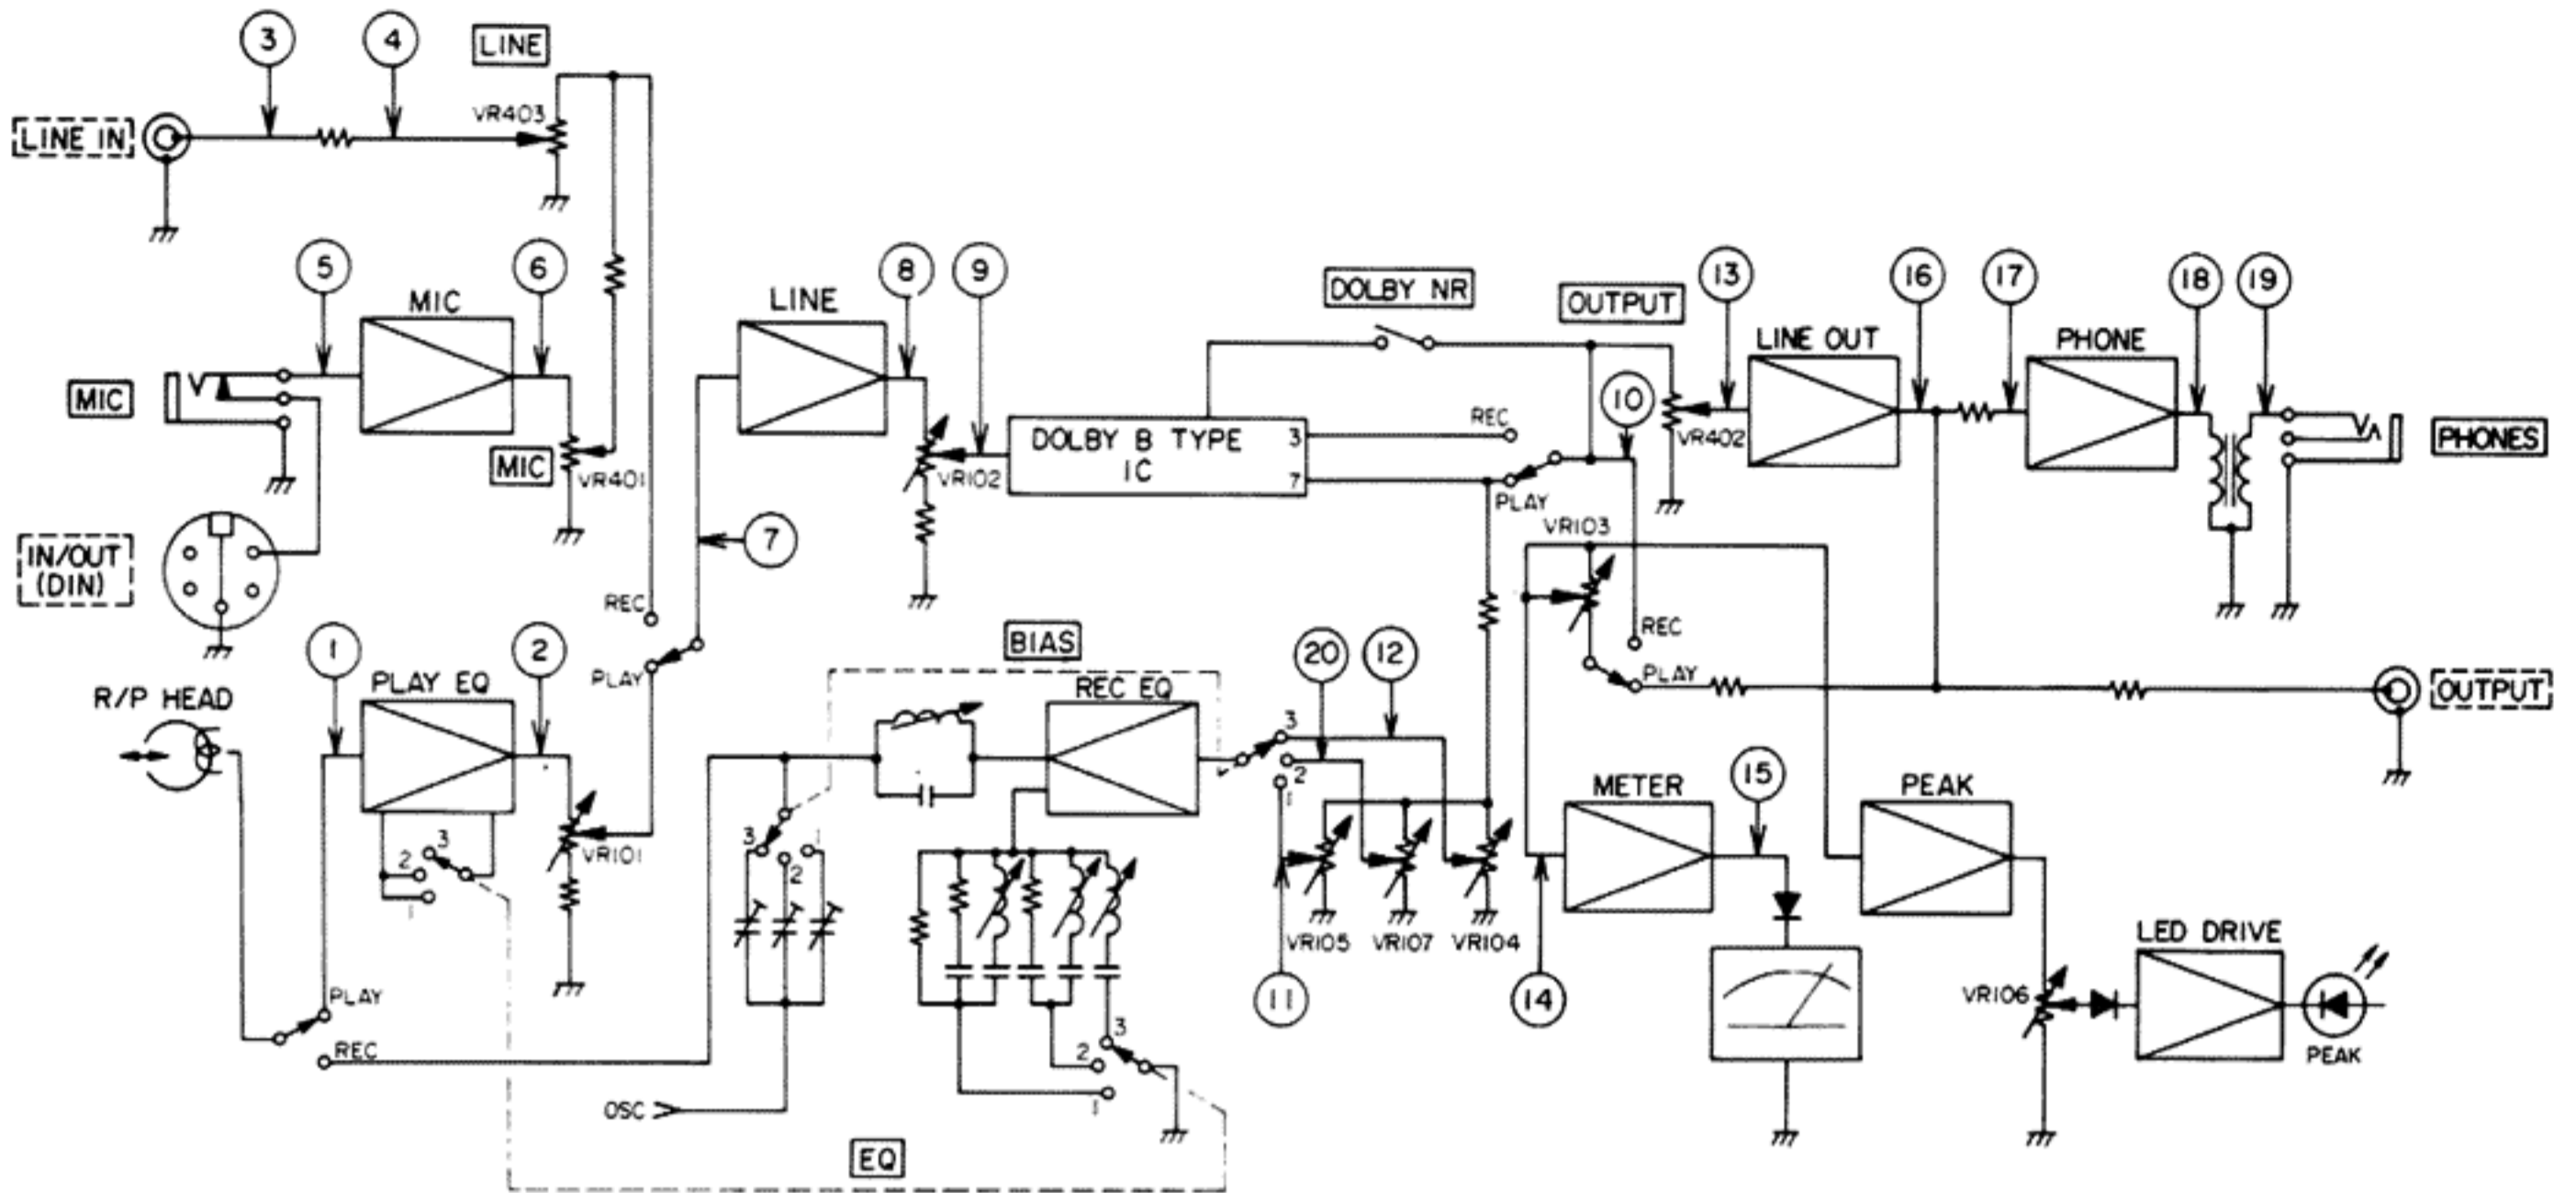 3
4
LINE
VR403
LINE IN
5
MIC
6
LINE
8
9
DOLBY NR
OUTPUT
13
LINE OUT
16
17
PHONE
18
19
MIC
MIC
VR401
VR102
DOLBY B TYPE
IC
3
7
REC
PLAY
10
VR402
PHONES
IN/OUT
(DIN)
7
VR103
REC
PLAY
REC
PLAY
1
PLAY EQ
2
R/P HEAD
BIAS
REC EQ
20
12
3
2
1
OUTPUT
VR101
3
2
1
3
2
1
METER
15
PEAK
VR105
VR107
VR104
11
14
VR106
LED DRIVE
PEAK
PLAY
REC
3
2
1
OSC
EQ